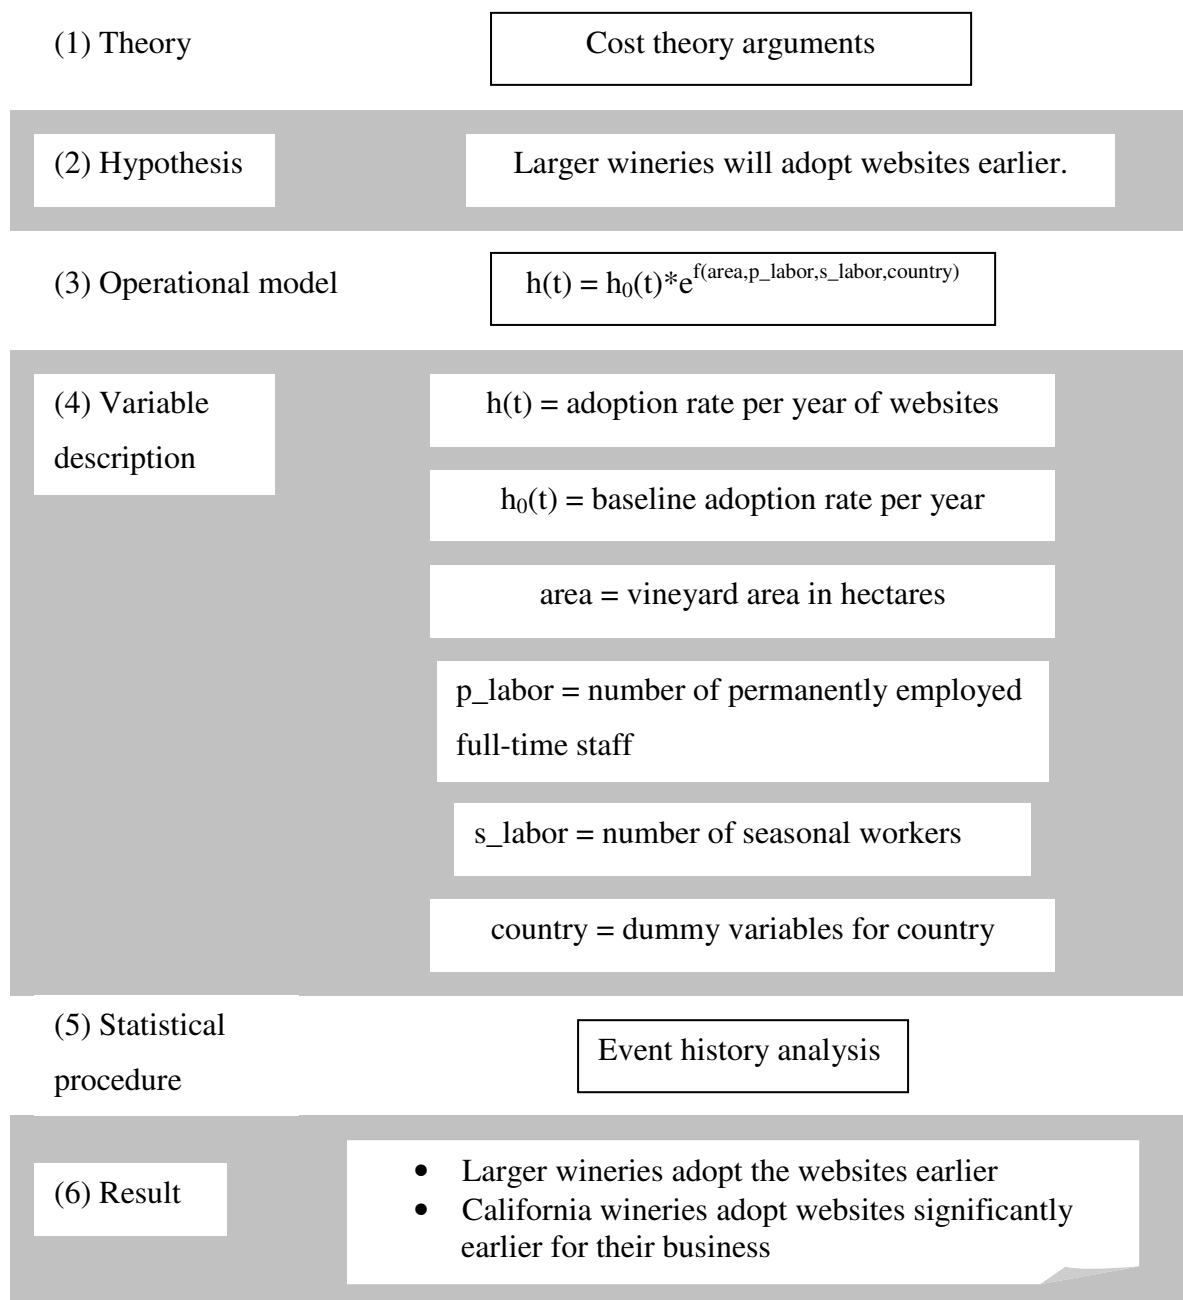 (1) Theory
Cost theory arguments
(2) Hypothesis
Larger wineries will adopt websites earlier.
(3) Operational model
h(t) = h₀(t)*e^f(area,p_labor,s_labor,country)
(4) Variable
description
h(t) = adoption rate per year of websites
h₀(t) = baseline adoption rate per year
area = vineyard area in hectares
p_labor = number of permanently employed
full-time staff
s_labor = number of seasonal workers
country = dummy variables for country
(5) Statistical
procedure
Event history analysis
(6) Result
• Larger wineries adopt the websites earlier
• California wineries adopt websites significantly
earlier for their business